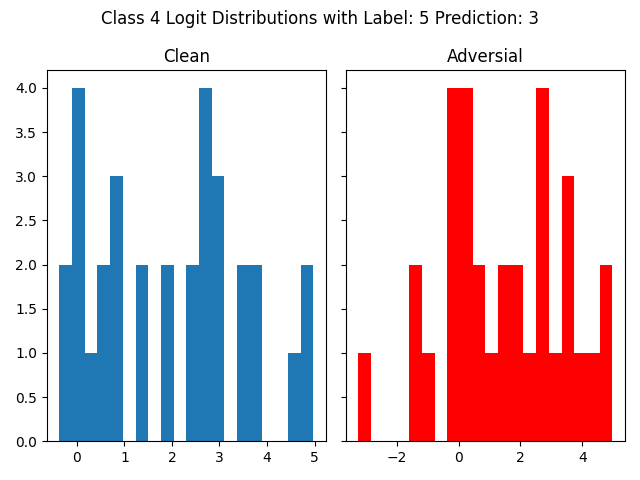 Class 4 Logit Distributions with Label: 5 Prediction: 3
Clean
Adversial
4.0
3.5
3.0
2.5
2.0
1.5
1.0
0.5
0.0
0 1 2 3 4 5
−2 0 2 4